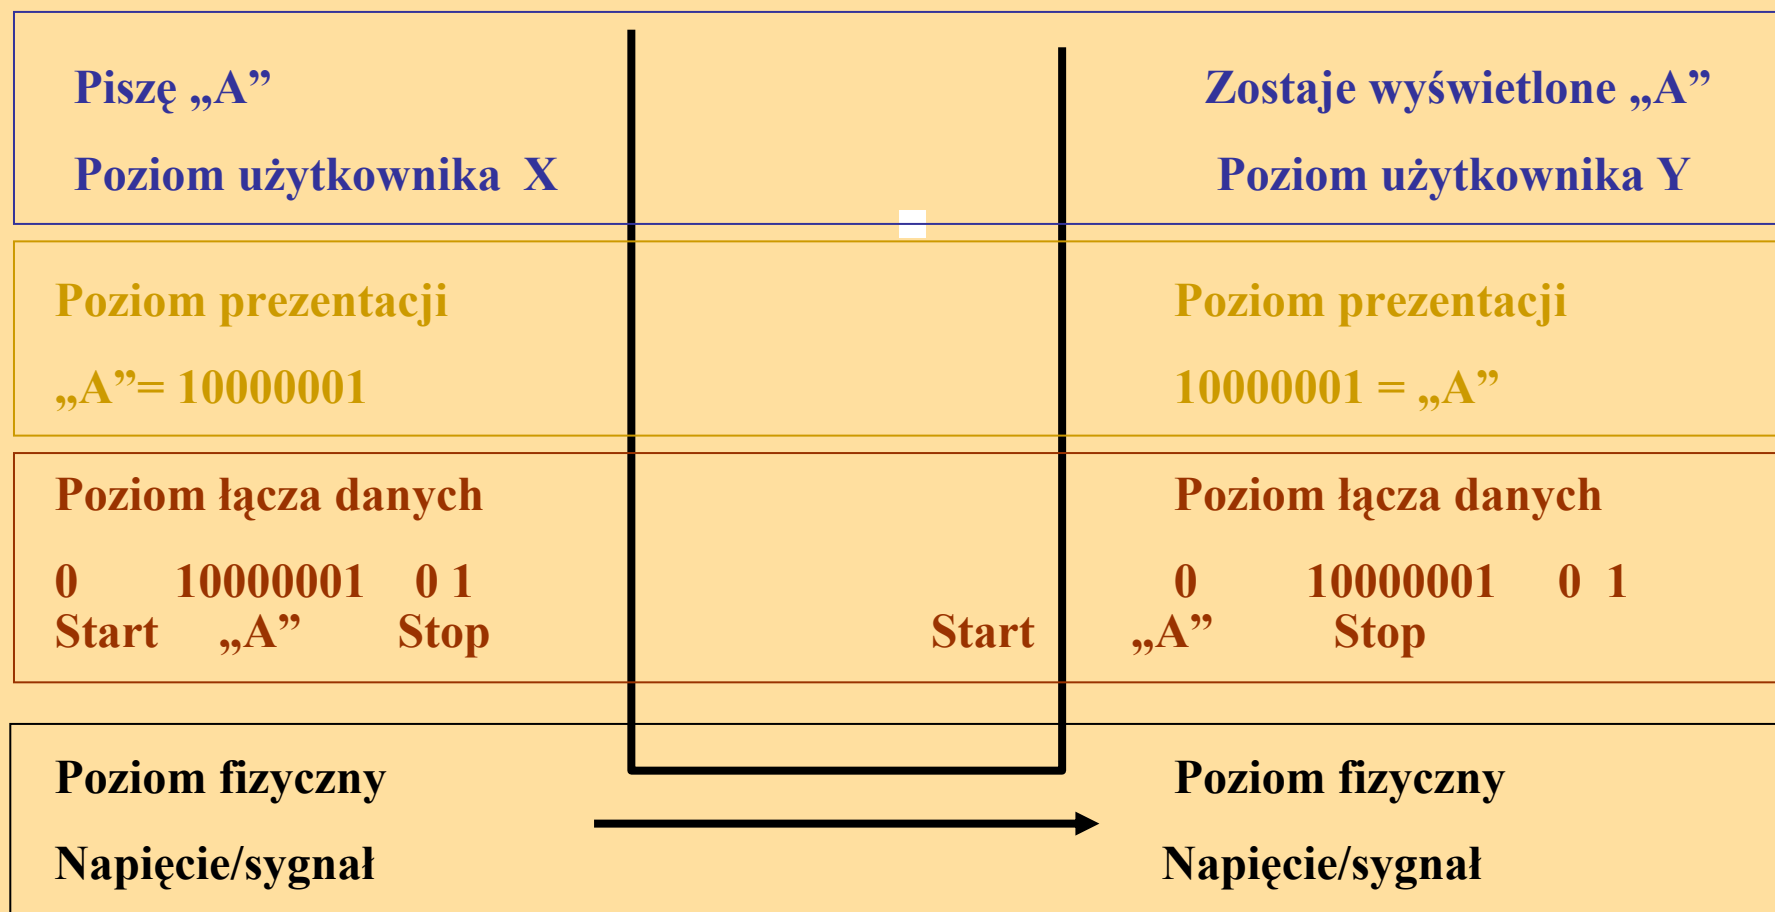 Piszę „A”
Zostaje wyświetlone „A”
Poziom użytkownika X
Poziom użytkownika Y
Poziom prezentacji
Poziom prezentacji
„A”= 10000001
10000001 = „A”
Poziom łącza danych
Poziom łącza danych
0 10000001 0 1
0 10000001 0 1
Start „A” Stop
Start „A” Stop
Poziom fizyczny
Poziom fizyczny
Napięcie/sygnał
Napięcie/sygnał